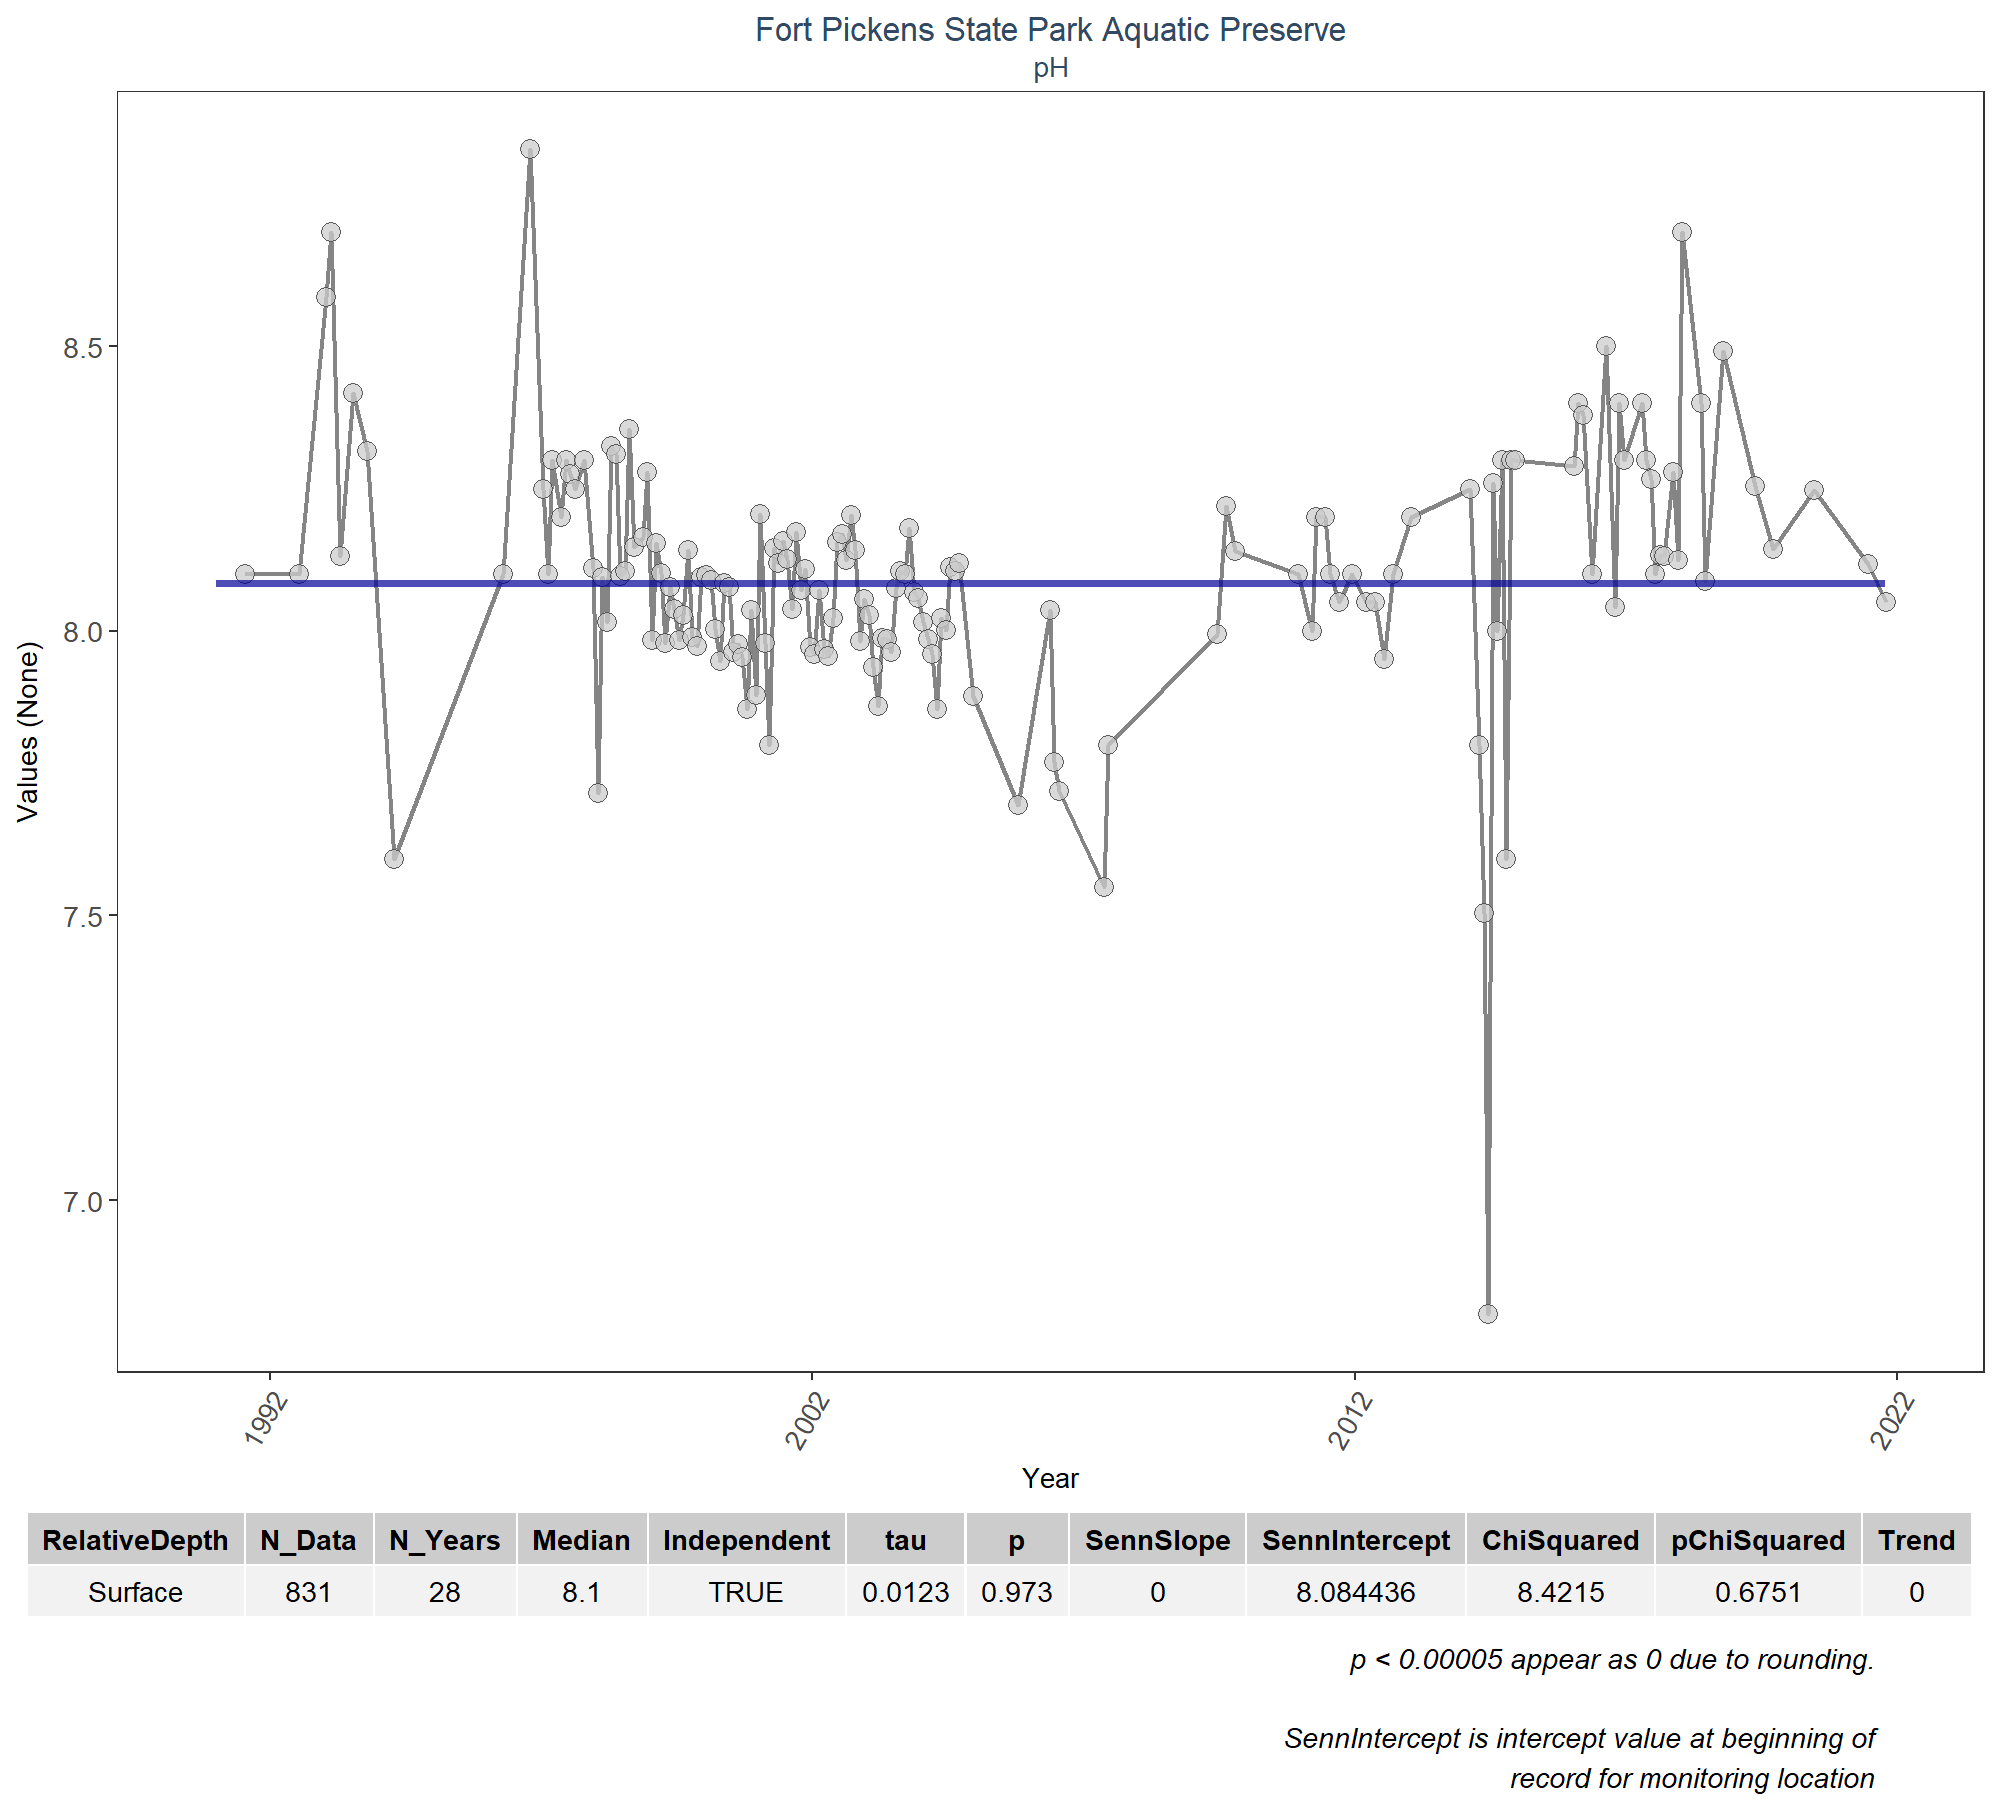 Fort Pickens State Park Aquatic Preserve
pH
Values (None)
8.5
8.0
7.5
7.0
1992
2002
2012
2022
Year
RelativeDepth N_Data N_Years Median Independent tau p SennSlope SennIntercept ChiSquared pChiSquared Trend
Surface 831 28 8.1 TRUE 0.0123 0.973 0 8.084436 8.4215 0.6751 0
p < 0.00005 appear as 0 due to rounding.
SennIntercept is intercept value at beginning of
record for monitoring location